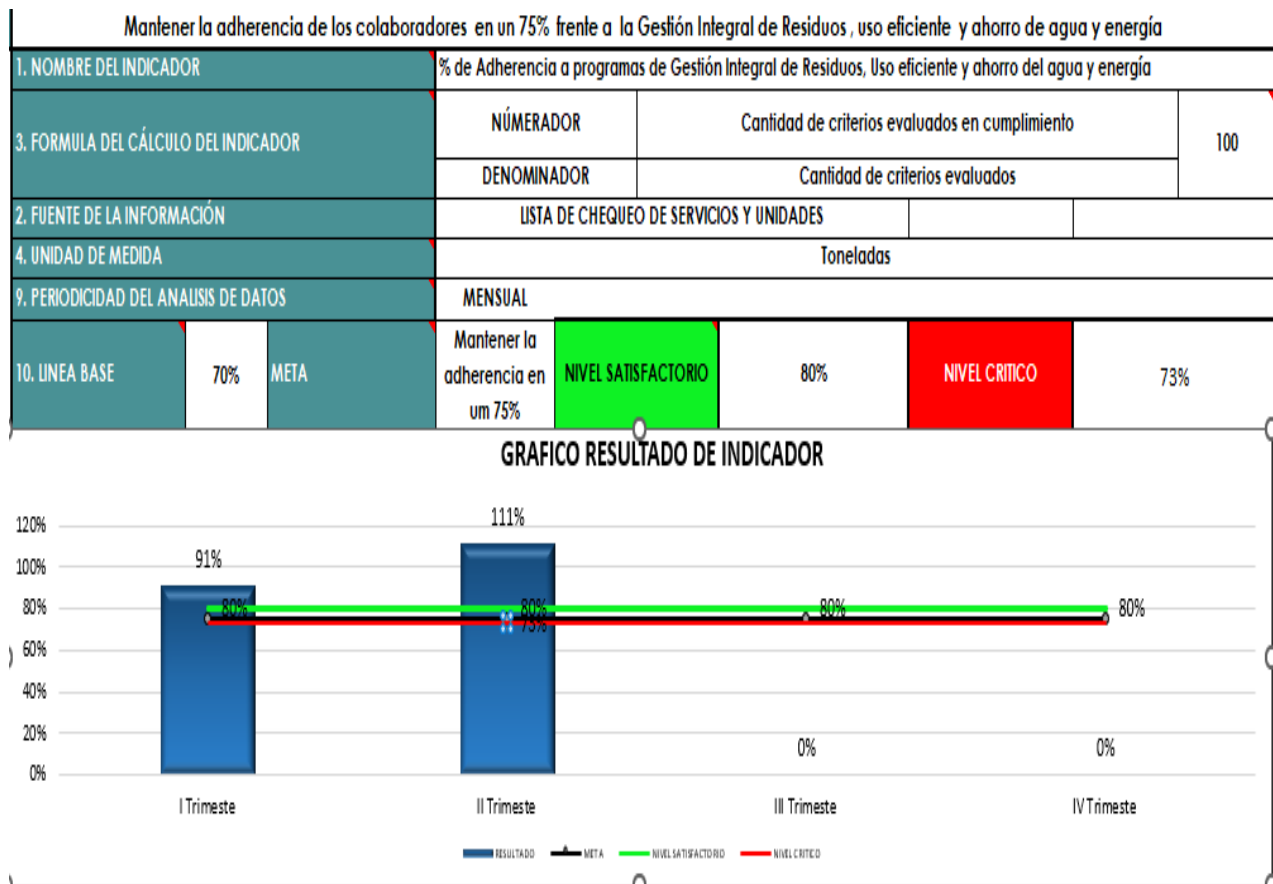 Mantener la adherencia de los colaboradores en un 75% frente a la Gestión Integral de Residuos , uso eficiente y ahorro de agua y energía
1. NOMBRE DEL INDICADOR
% de Adherencia a programas de Gestión Integral de Residuos, Uso eficiente y ahorro del agua y energía
3. FORMULA DEL CÁLCULO DEL INDICADOR
NÚMERADOR
Cantidad de criterios evaluados en cumplimiento
100
DENOMINADOR
Cantidad de criterios evaluados
2. FUENTE DE LA INFORMACIÓN
LISTA DE CHEQUEO DE SERVICIOS Y UNIDADES
4. UNIDAD DE MEDIDA
Toneladas
9. PERIODICIDAD DEL ANALISIS DE DATOS
MENSUAL
10. LINEA BASE
70%
META
Mantener la
adherencia en
um 75%
NIVEL SATISFACTORIO
80%
NIVEL CRITICO
73%
GRAFICO RESULTADO DE INDICADOR
120%
100%
80%
60%
40%
20%
0%
91%
111%
80%
80%
80%
80%
0%
0%
I Trimeste
II Trimeste
III Trimeste
IV Trimeste
RESULTADO
META
NIVEL SATISFACTORIO
NIVEL CRITICO